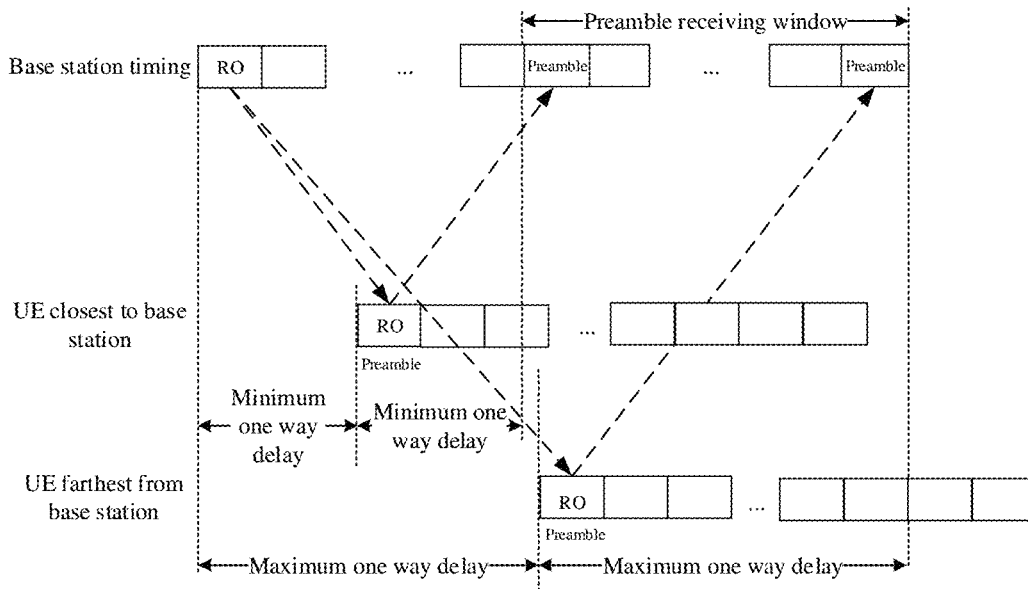 Preamble receiving window
Base station timing
RO
...
Preamble
...
Preamble
UE closest to base
station
RO
...
Preamble
Minimum
one way
delay
Minimum one
way delay
UE farthest from
base station
RO
...
Preamble
Maximum one way delay
Maximum one way delay